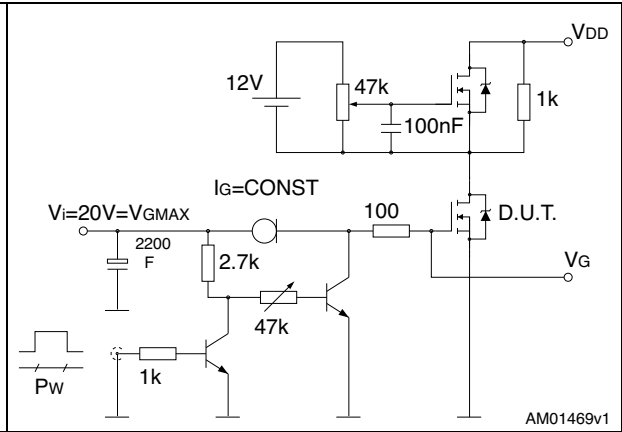 VDD
12V
47k
1k
100nF
IG=CONST
Vi=20V=VGMAX
100
D.U.T.
2200
F
2.7k
VG
47k
1k
PW
AM01469v1